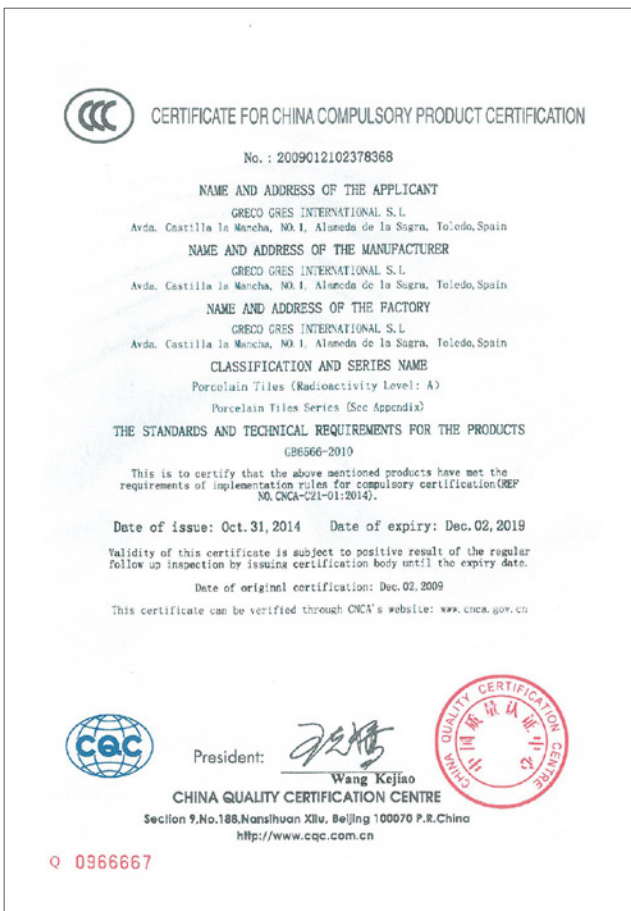 CCC
CERTIFICATE FOR CHINA COMPULSORY PRODUCT CERTIFICATION
No. : 2009012102378368
NAME AND ADDRESS OF THE APPLICANT
GRECO GRES INTERNATIONAL S.L
Avda. Castilla la Mancha, NO.1, Alameda de la Sagra, Toledo,Spain
NAME AND ADDRESS OF THE MANUFACTURER
GRECO GRES INTERNATIONAL S.L
Avda. Castilla la Mancha, NO.1, Alameda de la Sagra, Toledo,Spain
NAME AND ADDRESS OF THE FACTORY
GRECO GRES INTERNATIONAL S.L
Avda. Castilla la Mancha, NO.1, Alameda de la Sagra, Toledo,Spain
CLASSIFICATION AND SERIES NAME
Porcelain Tiles (Radioactivity Level: A)
Porcelain Tiles Series (See Appendix)
THE STANDARDS AND TECHNICAL REQUIREMENTS FOR THE PRODUCTS
GB6566-2010
This is to certify that the above mentioned products have met the
requirements of implementation rules for compulsory certification(REF
NO.CNCA-C21-01:2014).
Date of issue: Oct.31,2014 Date of expiry: Dec.02,2019
Validity of this certificate is subject to positive result of the regular
follow up inspection by issuing certification body until the expiry date.
Date of original certification: Dec.02,2009
This certificate can be verified through CNCA's website: www.cnca.gov.cn
CHINA QUALITY CERTIFICATION CENTRE
中国质量认证中心
CQC
President:
Wang Kejiao
CHINA QUALITY CERTIFICATION CENTRE
Section 9,No.188,Nansihuan Xilu, Beijing 100070 P.R.China
http://www.cqc.com.cn
Q 0966667